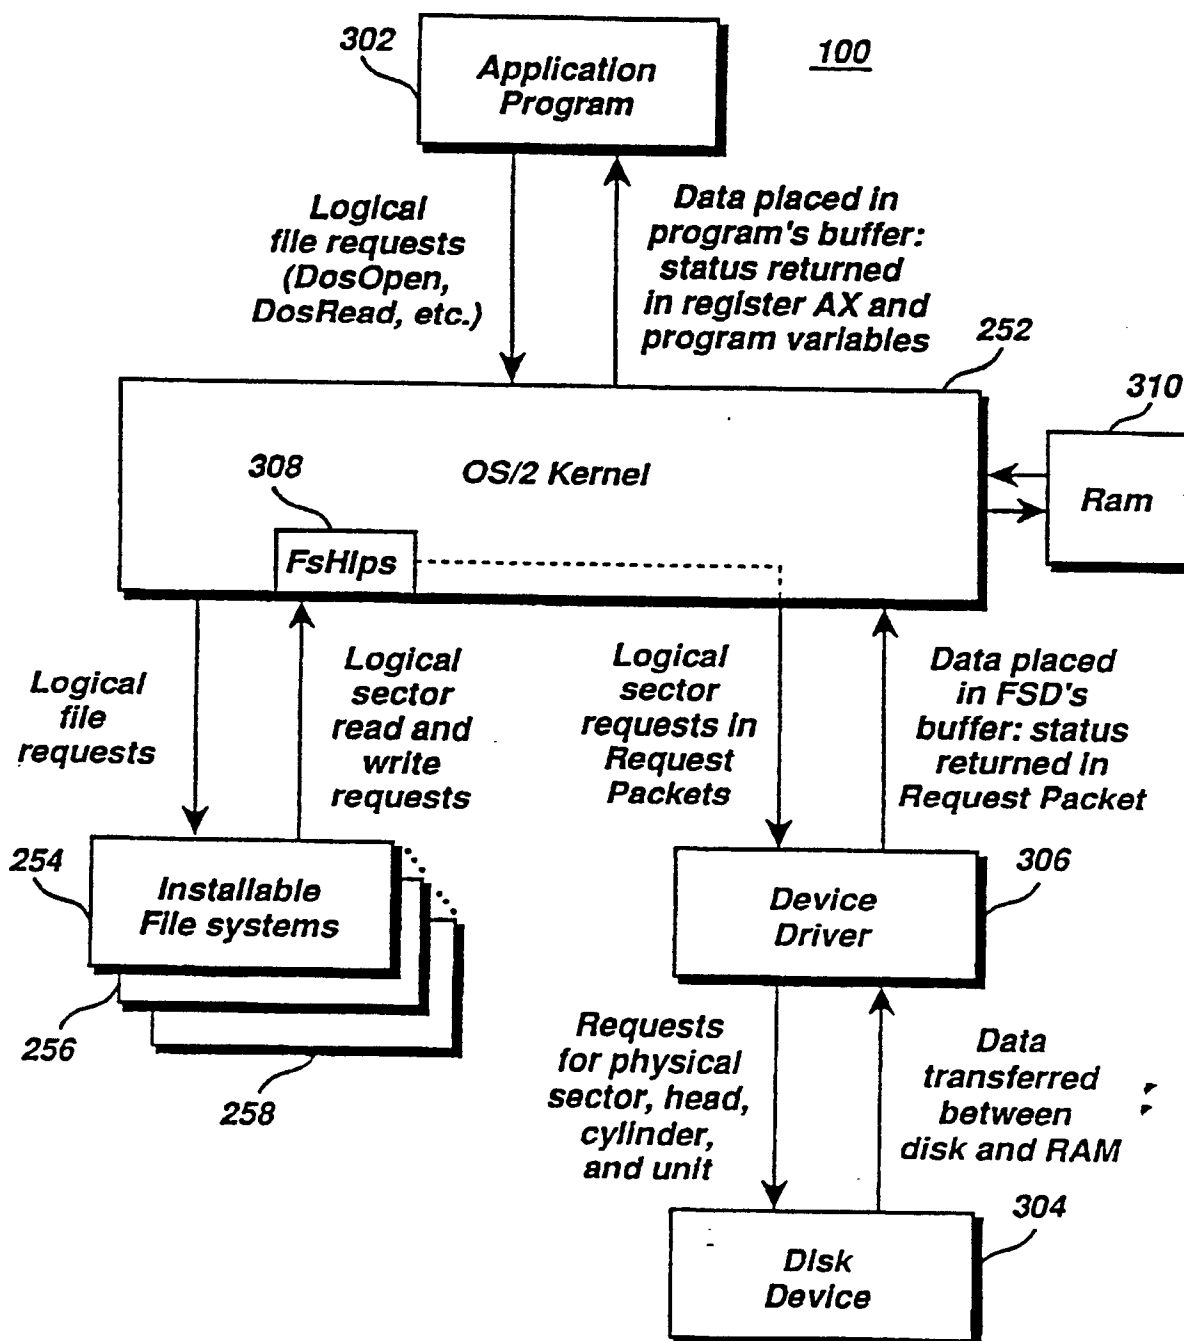 302
Application
Program
100
Logical
file requests
(DosOpen,
DosRead, etc.)
Data placed in
program's buffer:
status returned
in register AX and
program variables
252
310
OS/2 Kernel
Ram
308
FsHlps
Logical
file
requests
Logical
sector
read and
write
requests
Logical
sector
requests in
Request
Packets
Data placed
in FSD's
buffer: status
returned in
Request Packet
254
Installable
File systems
256
258
306
Device
Driver
Requests
for physical
sector, head,
cylinder,
and unit
Data
transferred
between
disk and RAM
304
Disk
Device